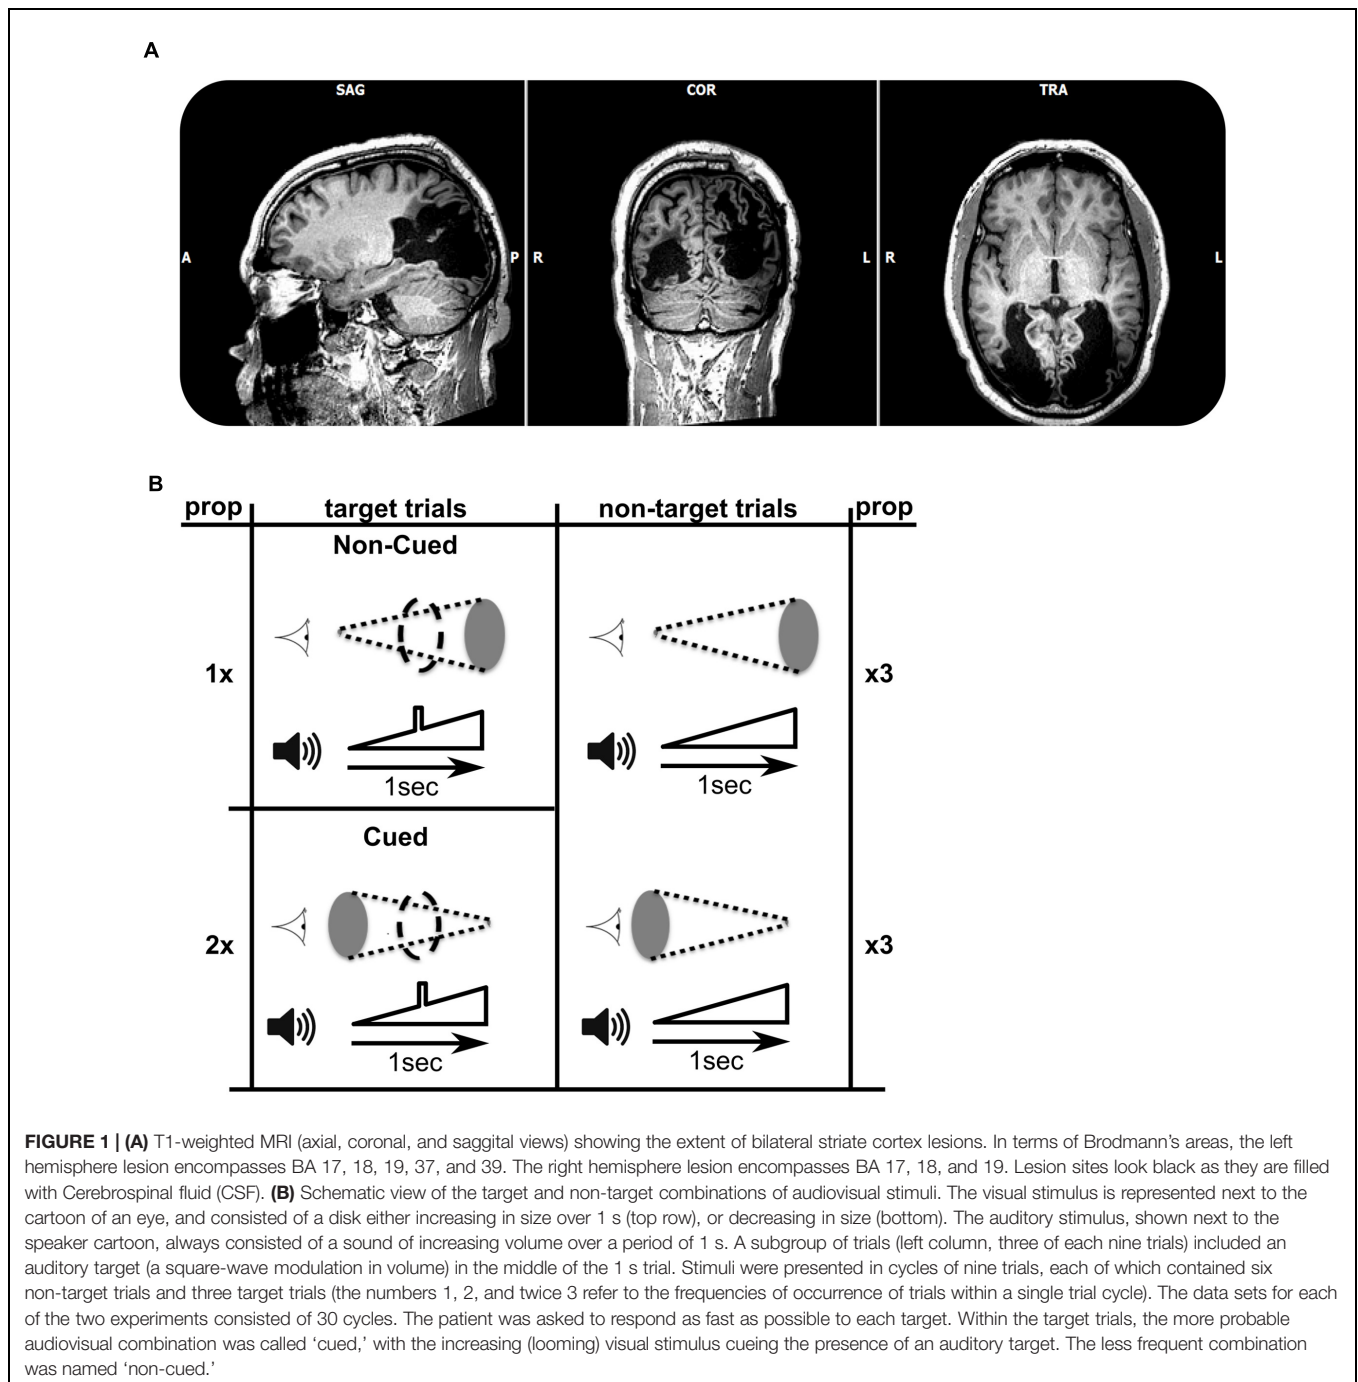 A
SAG
COR
TRA
A
P
R
L
R
L
B
prop
target trials
non-target trials
prop
Non-Cued
1x
x3
1sec
1sec
Cued
2x
x3
1sec
1sec
FIGURE 1 | (A) T1-weighted MRI (axial, coronal, and saggital views) showing the extent of bilateral striate cortex lesions. In terms of Brodmann’s areas, the left
hemisphere lesion encompasses BA 17, 18, 19, 37, and 39. The right hemisphere lesion encompasses BA 17, 18, and 19. Lesion sites look black as they are filled
with Cerebrospinal fluid (CSF). (B) Schematic view of the target and non-target combinations of audiovisual stimuli. The visual stimulus is represented next to the
cartoon of an eye, and consisted of a disk either increasing in size over 1 s (top row), or decreasing in size (bottom). The auditory stimulus, shown next to the
speaker cartoon, always consisted of a sound of increasing volume over a period of 1 s. A subgroup of trials (left column, three of each nine trials) included an
auditory target (a square-wave modulation in volume) in the middle of the 1 s trial. Stimuli were presented in cycles of nine trials, each of which contained six
non-target trials and three target trials (the numbers 1, 2, and twice 3 refer to the frequencies of occurrence of trials within a single trial cycle). The data sets for each
of the two experiments consisted of 30 cycles. The patient was asked to respond as fast as possible to each target. Within the target trials, the more probable
audiovisual combination was called ‘cued,’ with the increasing (looming) visual stimulus cueing the presence of an auditory target. The less frequent combination
was named ‘non-cued.’